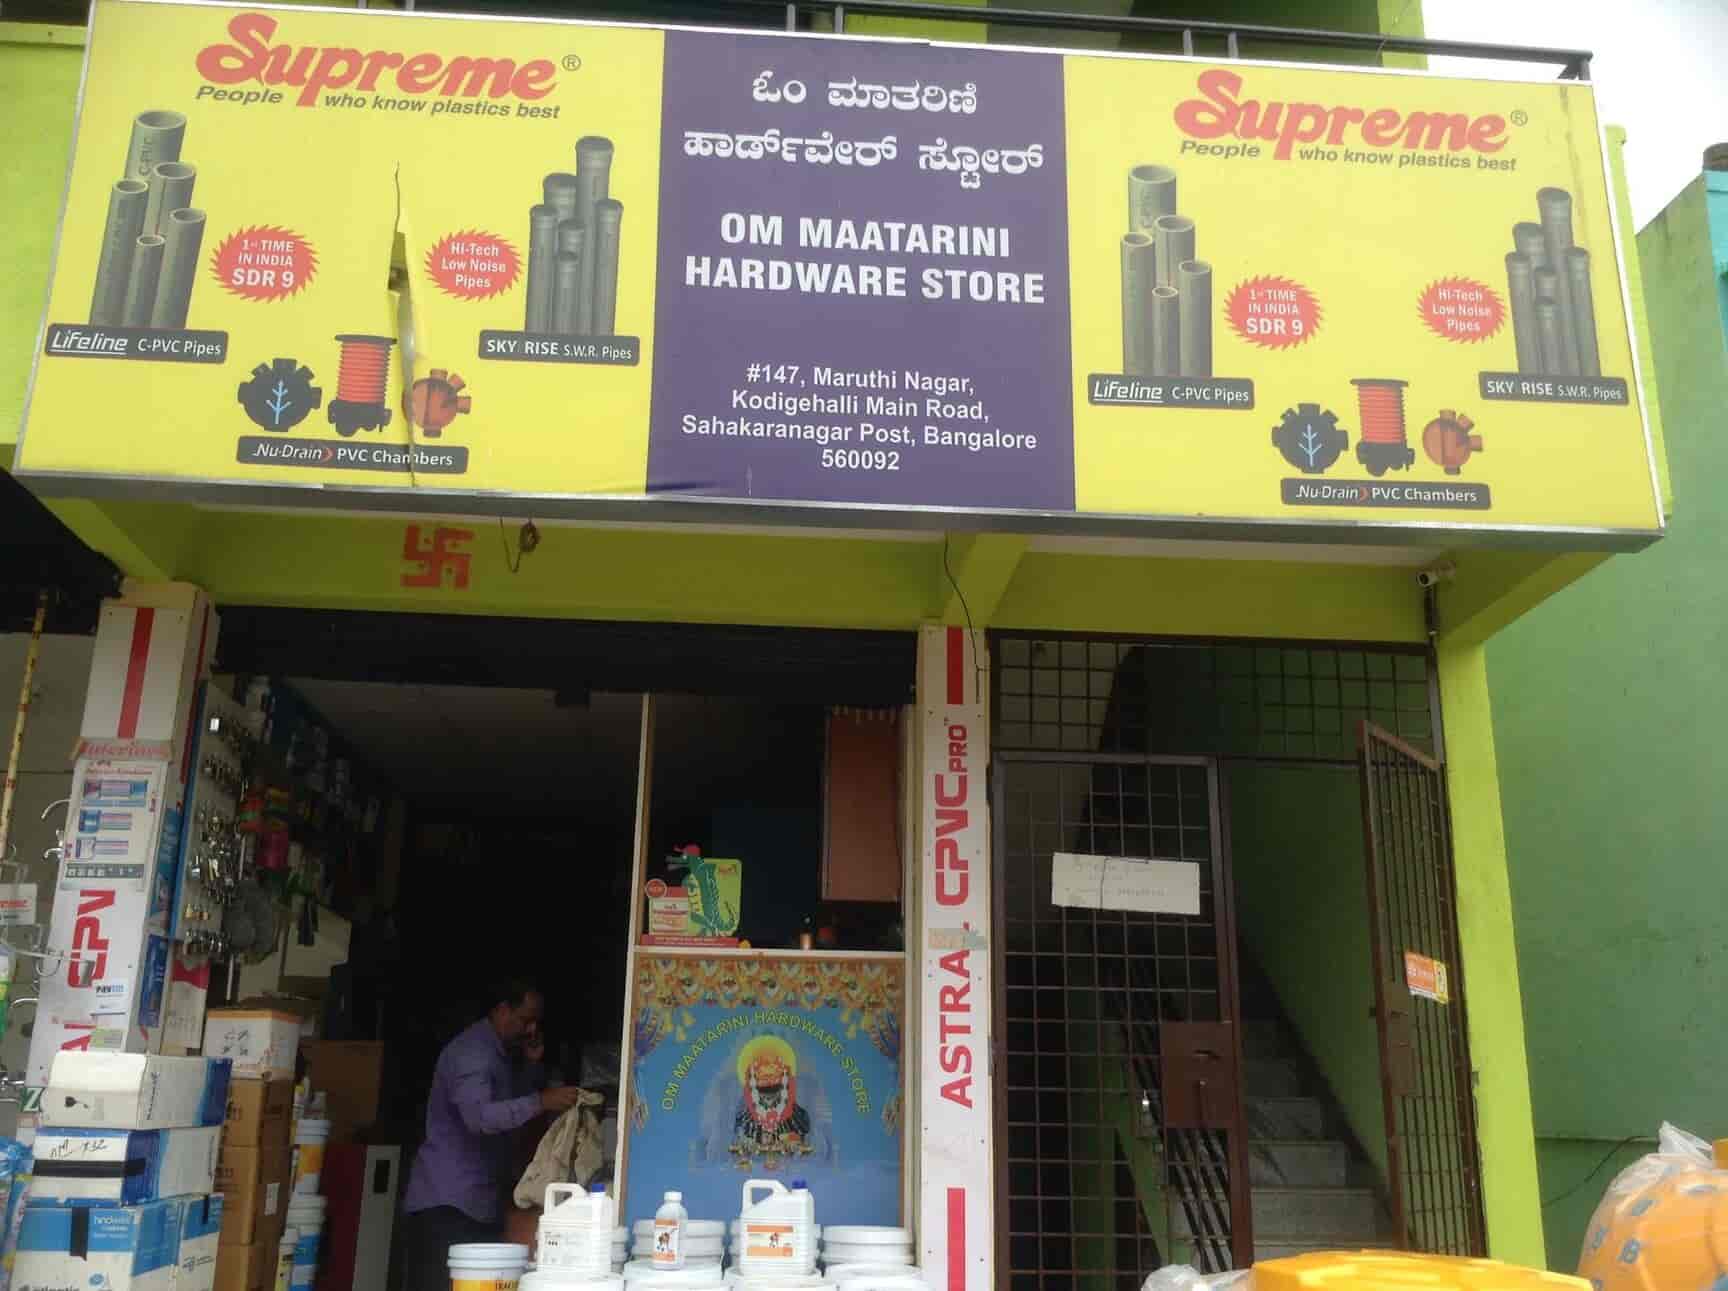 Supreme®
People who know plastics best
C-PVC
1st TIME
IN INDIA
SDR 9
Hi-Tech
Low Noise
Pipes
Lifeline C-PVC Pipes
SKY RISE S.W.R. Pipes
Nu-Drain PVC Chambers
ಓಂ ಮಾತರಿಣಿ
ಹಾರ್ಡ್‌ವೇರ್ ಸ್ಟೋರ್
OM MAATARINI
HARDWARE STORE
#147, Maruthi Nagar,
Kodigehalli Main Road,
Sahakaranagar Post, Bangalore
560092
Supreme®
People who know plastics best
1st TIME
IN INDIA
SDR 9
Hi-Tech
Low Noise
Pipes
Lifeline C-PVC Pipes
SKY RISE S.W.R. Pipes
Nu-Drain PVC Chambers
ASTRAL CPVC PRO
CPV
OM MAATARINI HARDWARE STORE